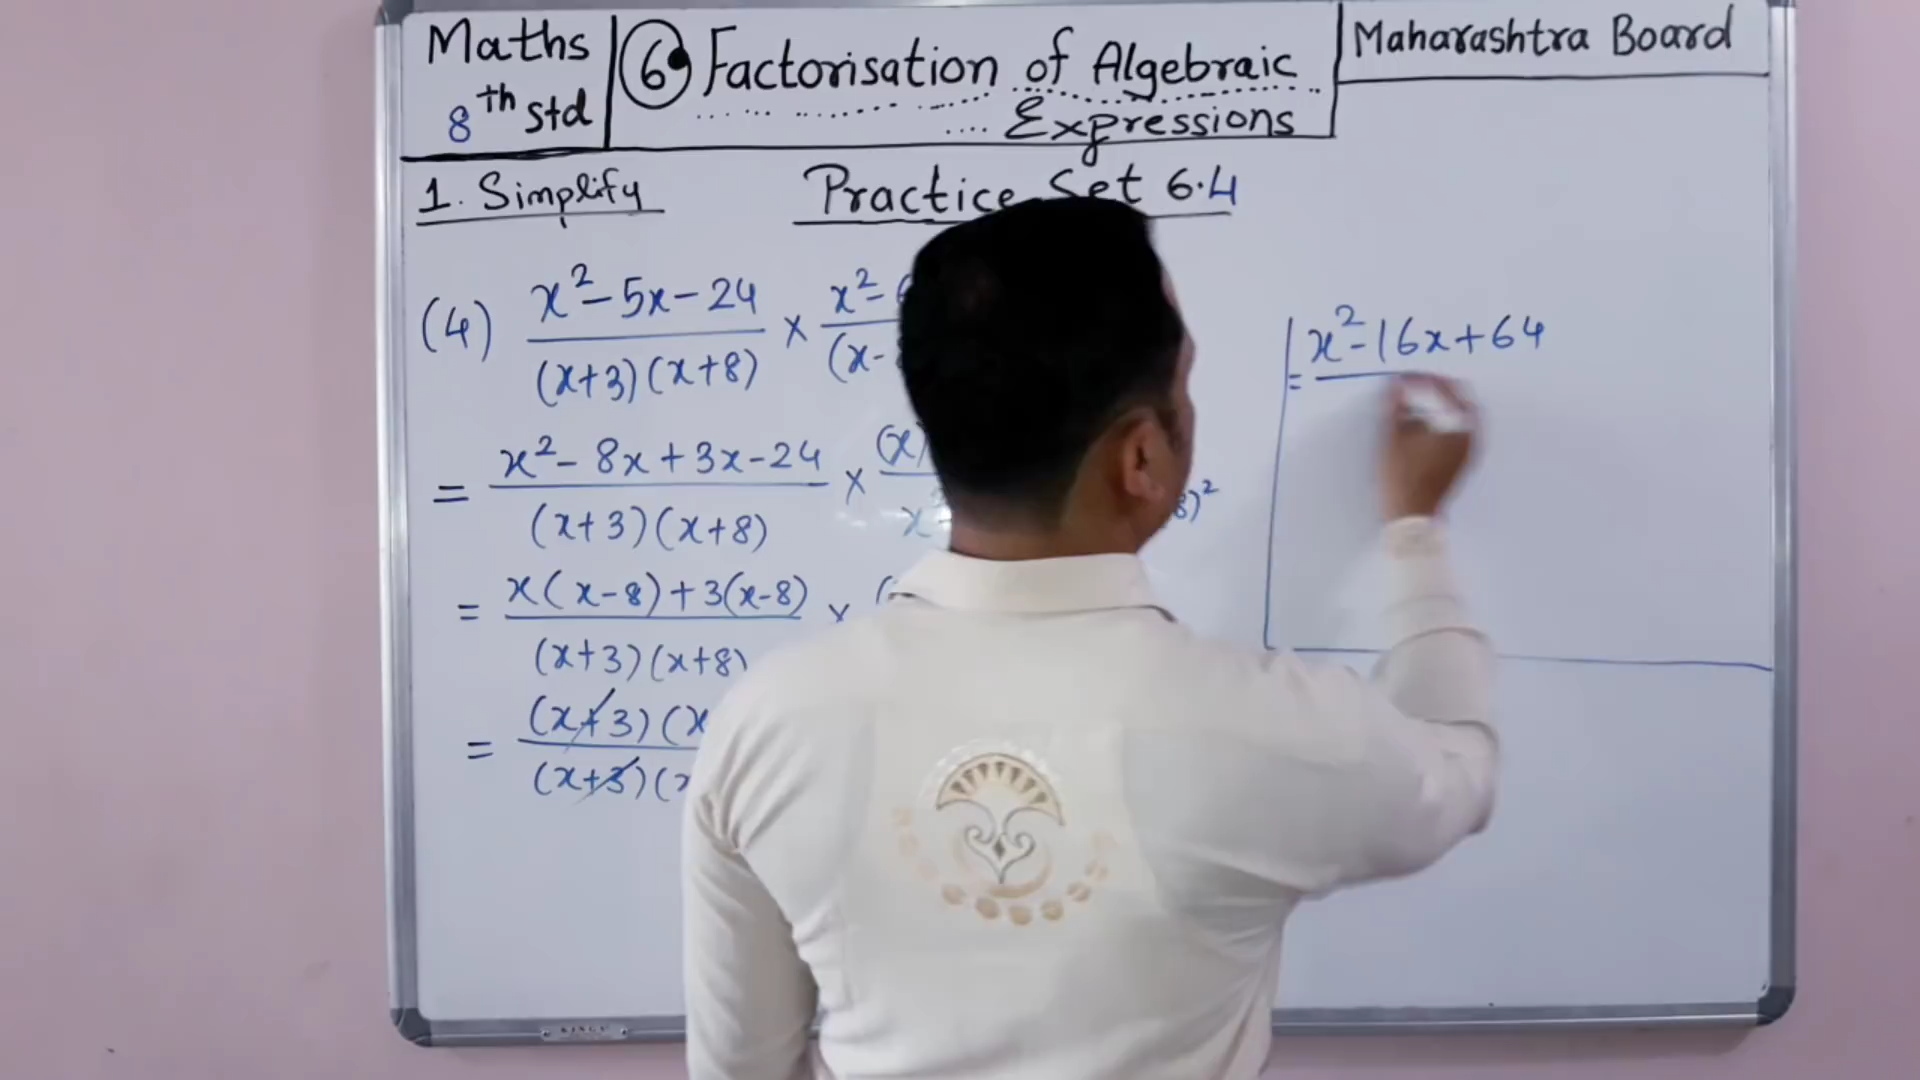 Maths
8th std
6 Factorisation of Algebraic
Expressions
Maharashtra Board
1. Simplify
Practice Set 6.4
(4) x² - 5x - 24 / (x+3)(x+8) × x² - / (x-
= x² - 8x + 3x - 24 / (x+3)(x+8) × (x) / x 8)²
= x(x-8) + 3(x-8) / (x+3)(x+8) ×
= (x+3)(x / (x+3)(x
= x² - 16x + 64